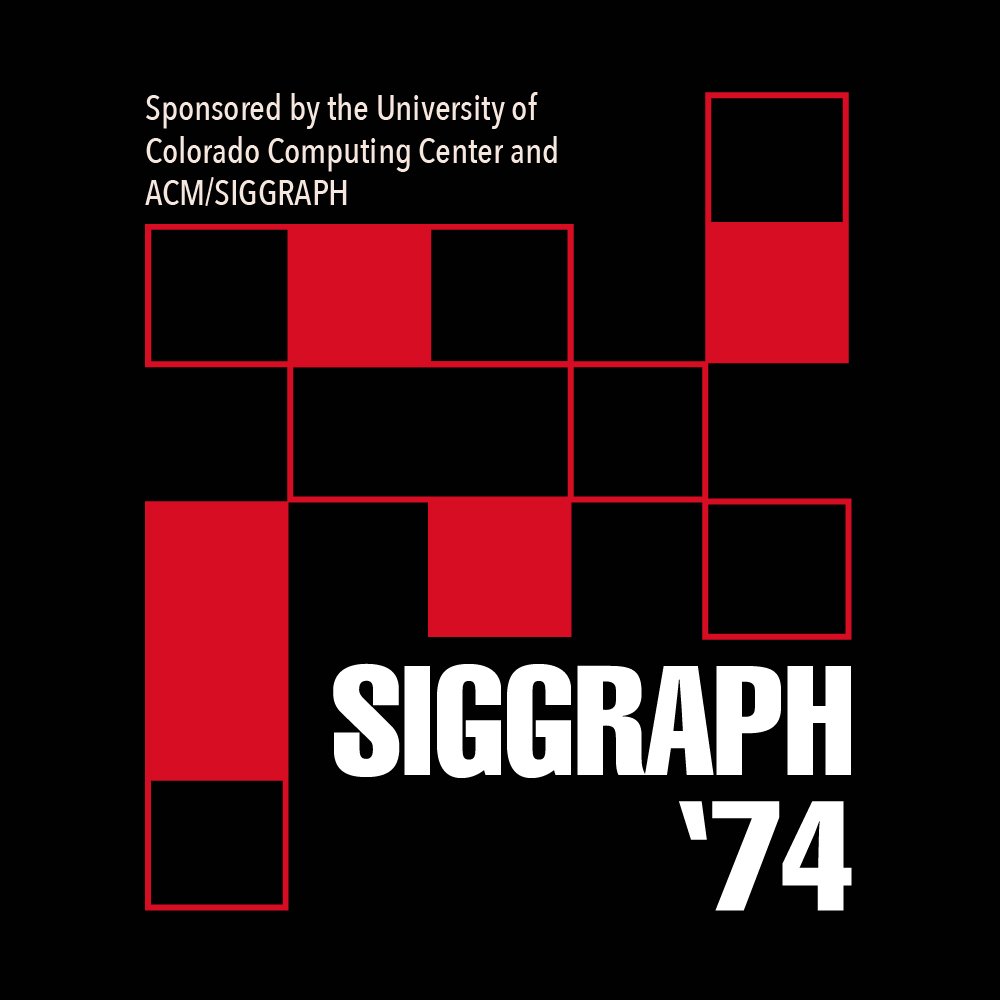 Sponsored by the University of
Colorado Computing Center and
ACM/SIGGRAPH
SIGGRAPH
‘74